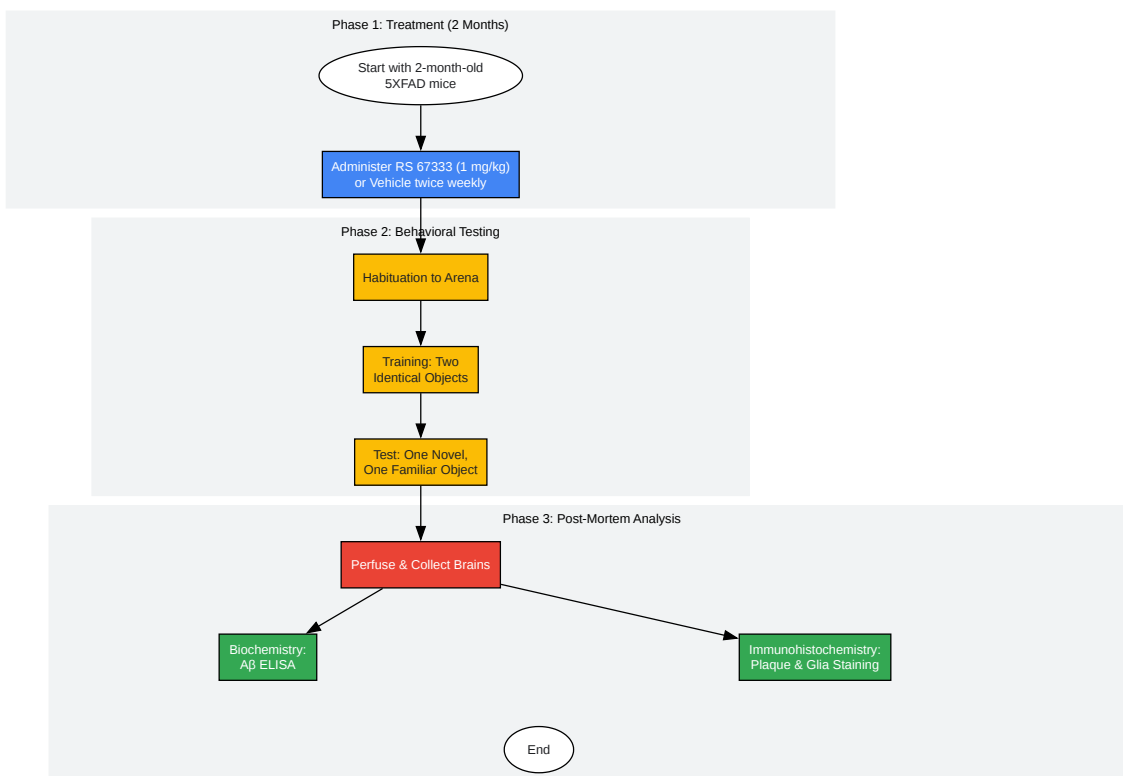 Phase 1: Treatment (2 Months)
Start with 2-month-old
5XFAD mice
Administer RS 67333 (1 mg/kg)
or Vehicle twice weekly
Phase 2: Behavioral Testing
Habituation to Arena
Training: Two
Identical Objects
Test: One Novel,
One Familiar Object
Phase 3: Post-Mortem Analysis
Perfuse & Collect Brains
Biochemistry:
Aβ ELISA
Immunohistochemistry:
Plaque & Glia Staining
End